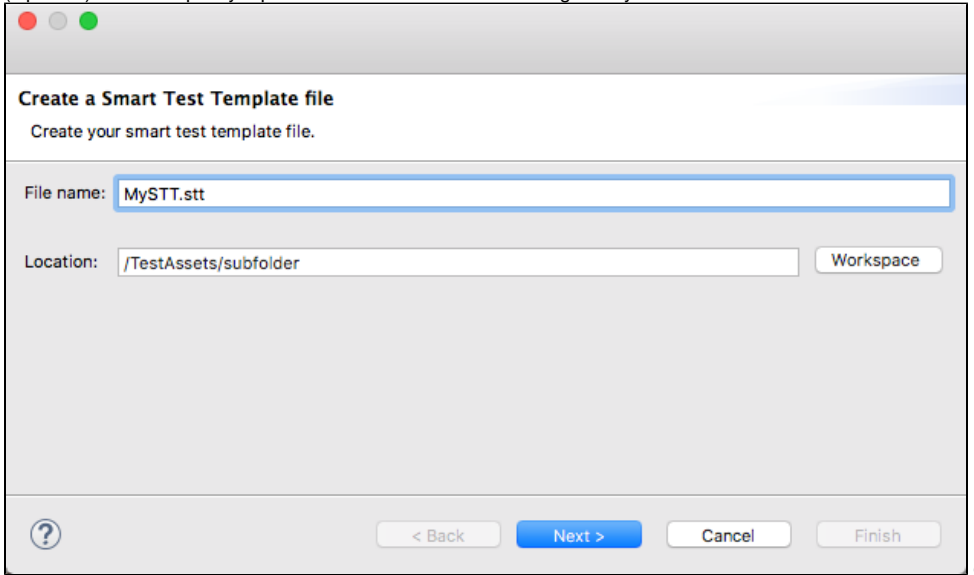 Create a Smart Test Template file
Create your smart test template file.
File name: MySTT.stt
Location: /TestAssets/subfolder Workspace
? < Back Next > Cancel Finish